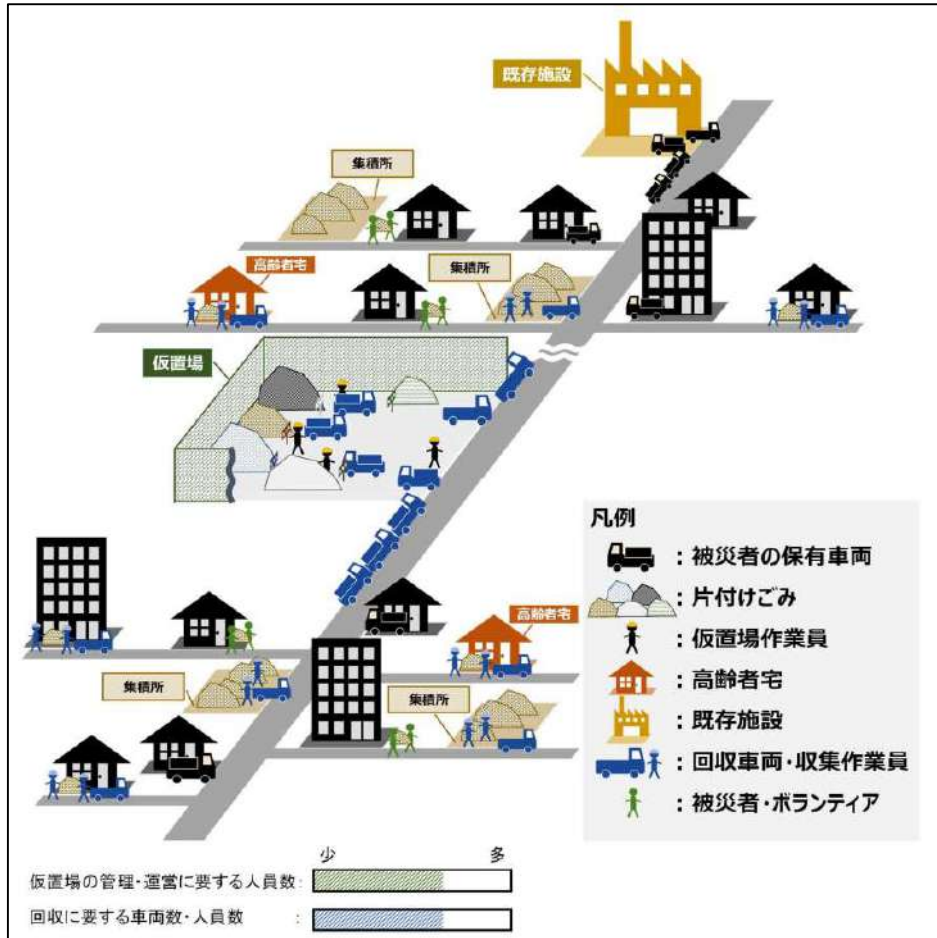 既存施設
集積所
高齢者宅
集積所
仮置場
凡例
：被災者の保有車両
：片付けごみ
：仮置場作業員
：高齢者宅
：既存施設
：回収車両・収集作業員
：被災者・ボランティア
高齢者宅
集積所
集積所
少 多
仮置場の管理・運営に要する人員数：
回収に要する車両数・人員数 ：